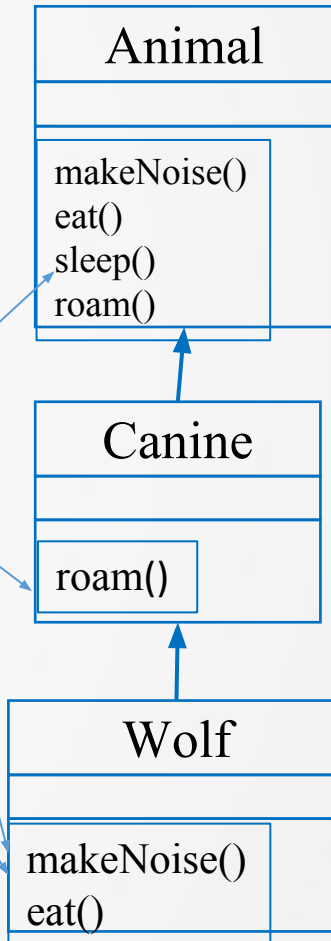 Animal
makeNoise()
eat()
sleep()
roam()
Canine
roam()
Wolf
makeNoise()
eat()